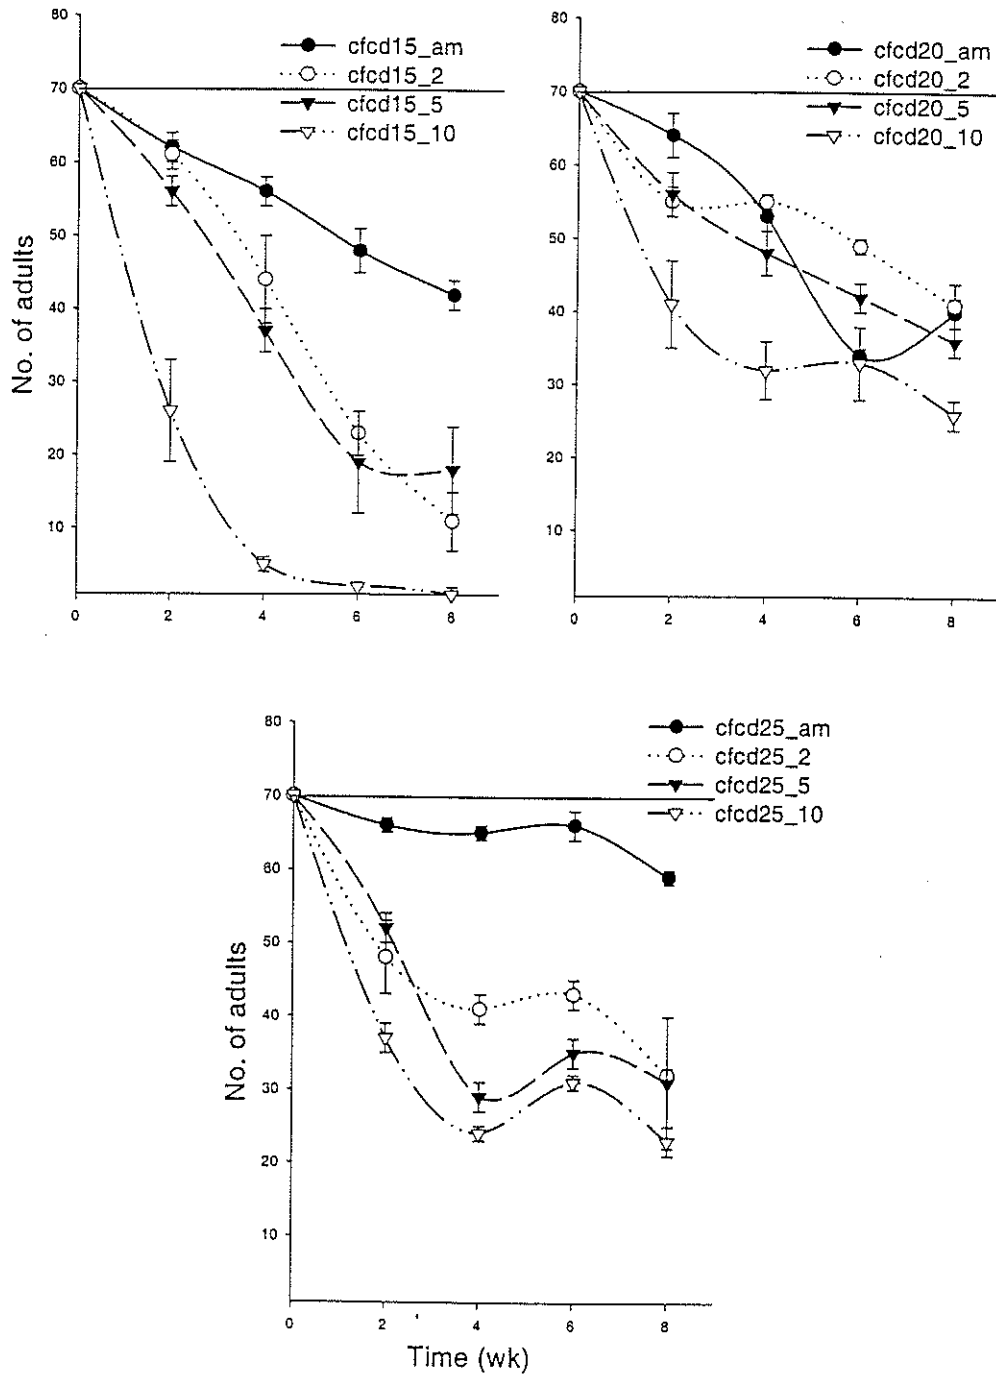 80
70
60
50
40
30
20
10
0
2
4
6
8
No. of adults
cfcd15_am
cfcd15_2
cfcd15_5
cfcd15_10
80
70
60
50
40
30
20
10
0
2
4
6
8
cfcd20_am
cfcd20_2
cfcd20_5
cfcd20_10
80
70
60
50
40
30
20
10
0
2
4
6
8
No. of adults
Time (wk)
cfcd25_am
cfcd25_2
cfcd25_5
cfcd25_10